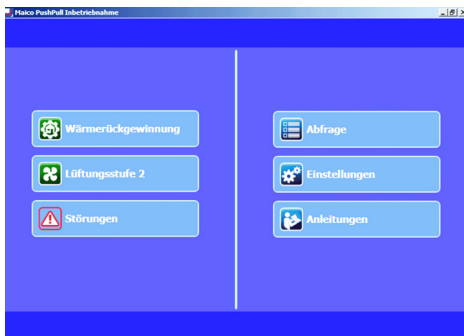 Maico PushPull Inbetriebnahme
Wärmerückgewinnung
Lüftungsstufe 2
Störungen
Abfrage
Einstellungen
Anleitungen